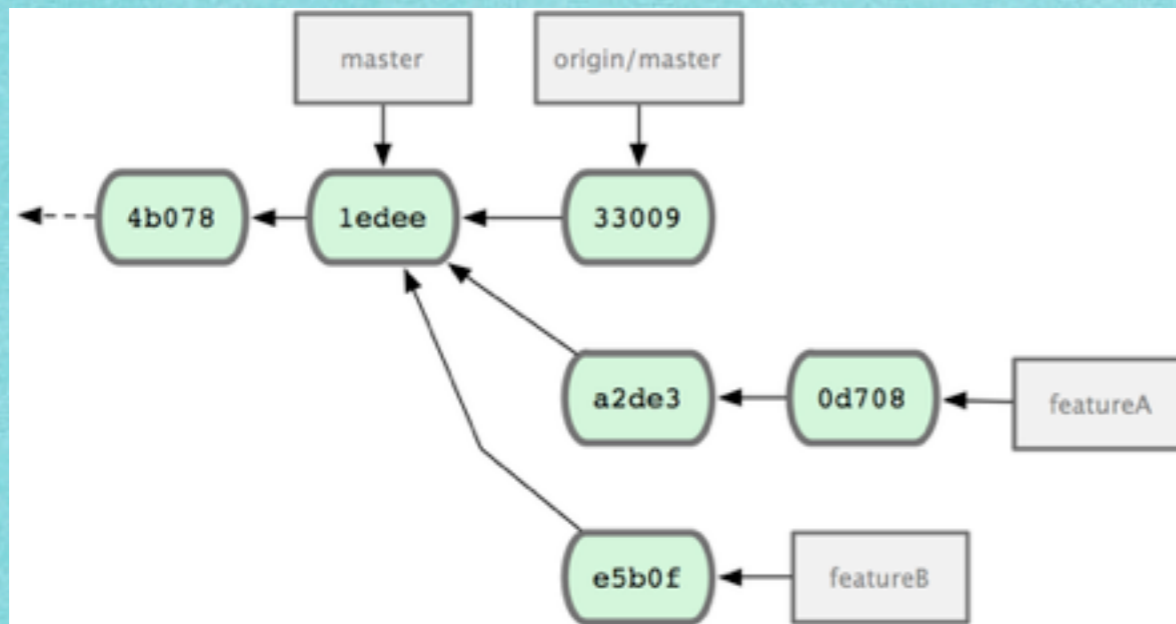 master
origin/master
4b078
1edee
33009
a2de3
0d708
featureA
e5b0f
featureB